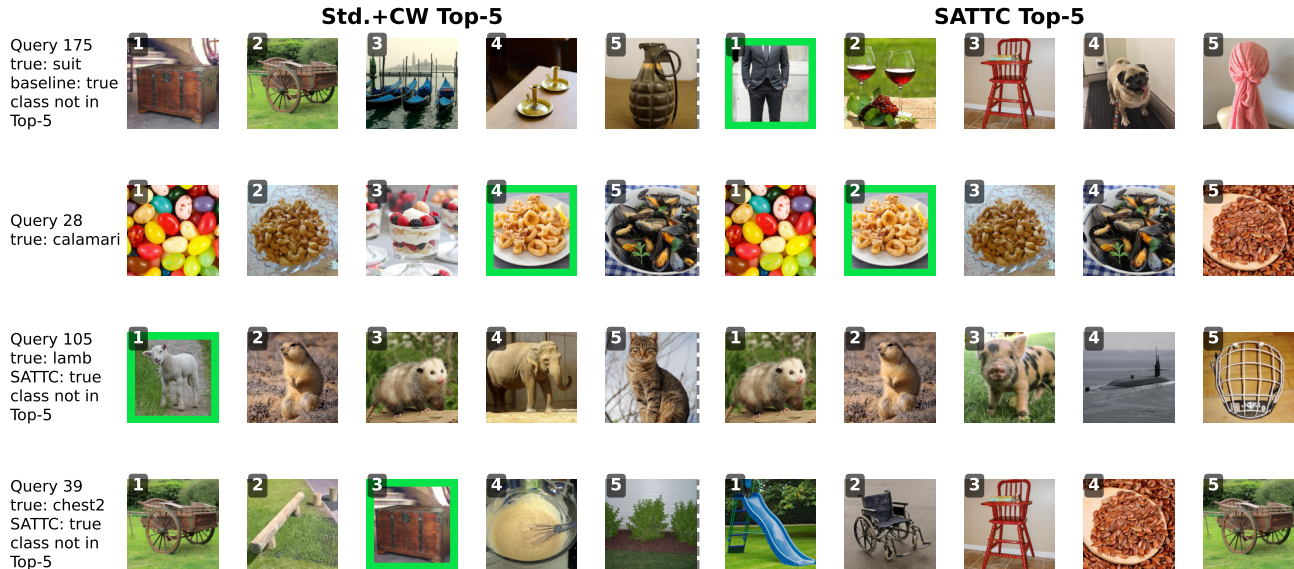 Std.+CW Top-5
SATTC Top-5
Query 175
true: suit
baseline: true
class not in
Top-5
1 2 3 4 5 1 2 3 4 5
Query 28
true: calamari
1 2 3 4 5 1 2 3 4 5
Query 105
true: lamb
SATTC: true
class not in
Top-5
1 2 3 4 5 1 2 3 4 5
Query 39
true: chest2
SATTC: true
class not in
Top-5
1 2 3 4 5 1 2 3 4 5